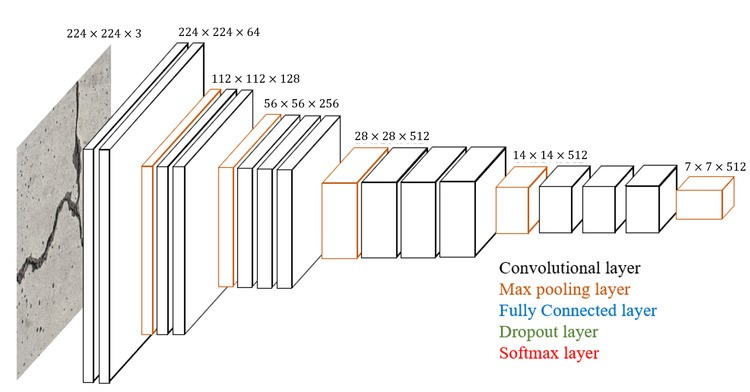 224 × 224 × 3
224 × 224 × 64
112 × 112 × 128
56 × 56 × 256
28 × 28 × 512
14 × 14 × 512
7 × 7 × 512
Convolutional layer
Max pooling layer
Fully Connected layer
Dropout layer
Softmax layer